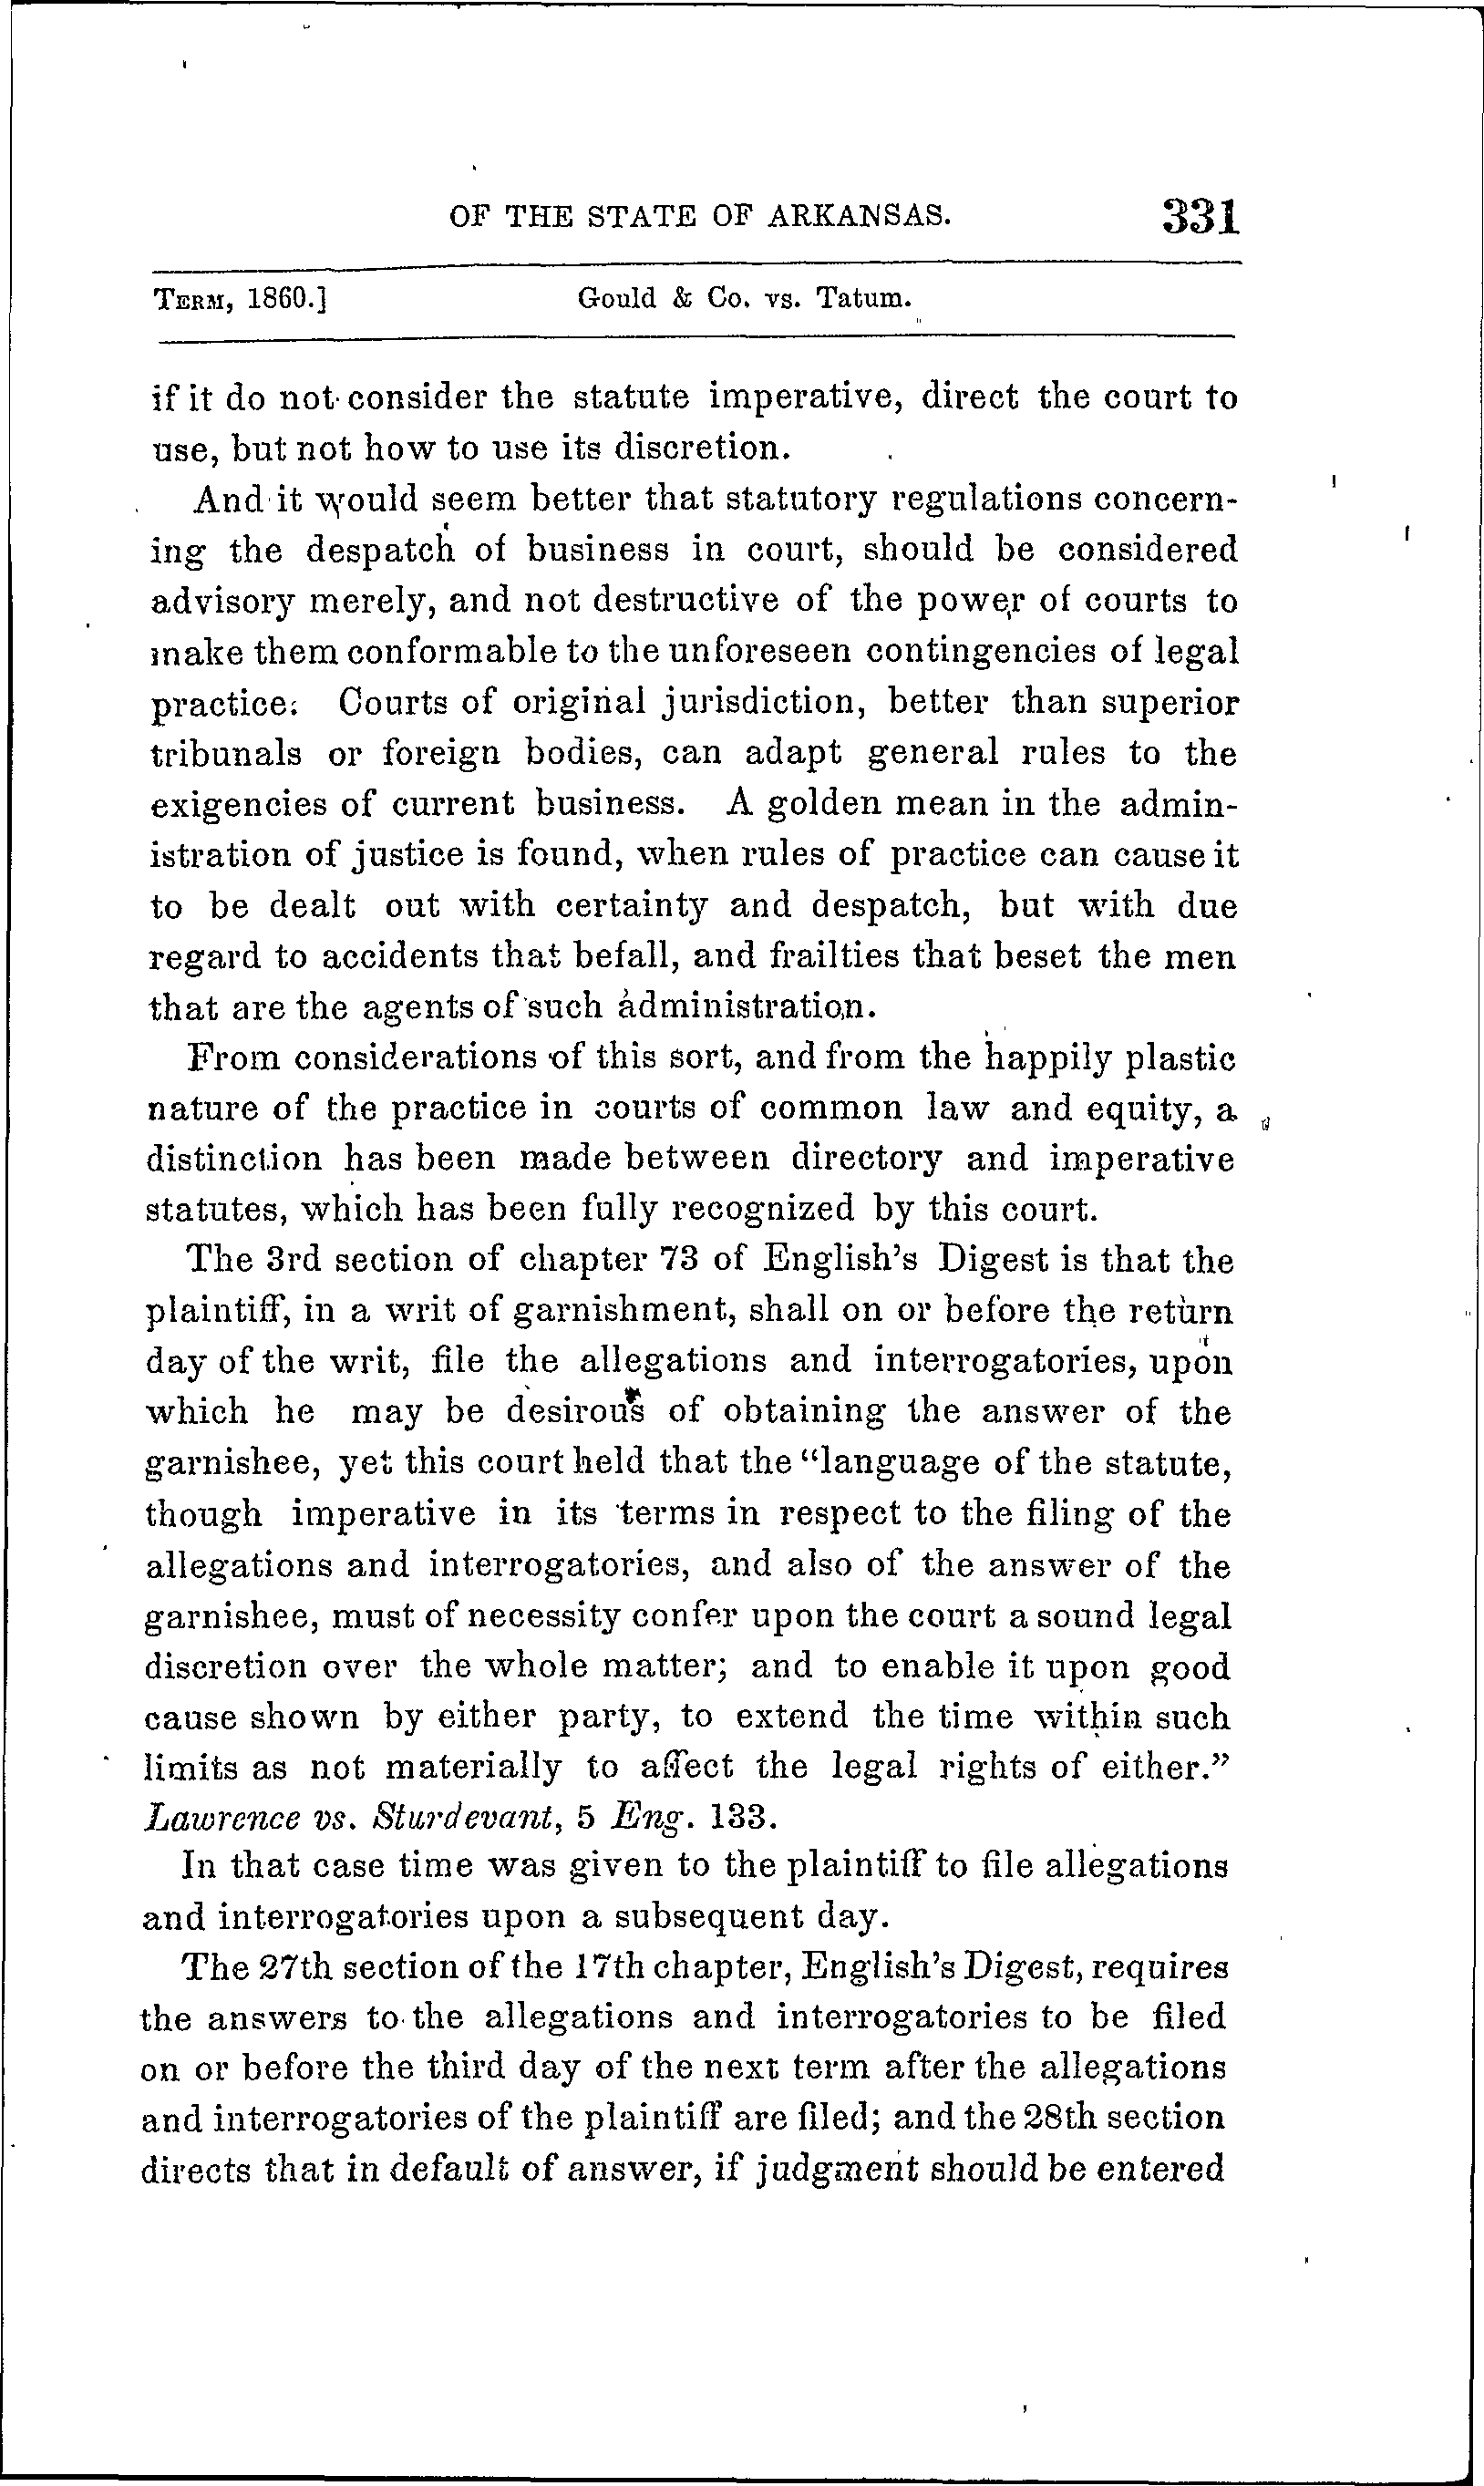 OF THE STATE OF ARKANSAS. 331
TERM, 1860.] Gould & Co. vs. Tatum.
if it do not consider the statute imperative, direct the court to
use, but not how to use its discretion.
And it would seem better that statutory regulations concern-
ing the despatch of business in court, should be considered
advisory merely, and not destructive of the power of courts to
make them conformable to the unforeseen contingencies of legal
practice. Courts of original jurisdiction, better than superior
tribunals or foreign bodies, can adapt general rules to the
exigencies of current business. A golden mean in the admin-
istration of justice is found, when rules of practice can cause it
to be dealt out with certainty and despatch, but with due
regard to accidents that befall, and frailties that beset the men
that are the agents of such administration.
From considerations of this sort, and from the happily plastic
nature of the practice in courts of common law and equity, a
distinction has been made between directory and imperative
statutes, which has been fully recognized by this court.
The 3rd section of chapter 73 of English's Digest is that the
plaintiff, in a writ of garnishment, shall on or before the return
day of the writ, file the allegations and interrogatories, upon
which he may be desirous of obtaining the answer of the
garnishee, yet this court held that the "language of the statute,
though imperative in its terms in respect to the filing of the
allegations and interrogatories, and also of the answer of the
garnishee, must of necessity confer upon the court a sound legal
discretion over the whole matter; and to enable it upon good
cause shown by either party, to extend the time within such
limits as not materially to affect the legal rights of either."
Lawrence vs. Sturdevant, 5 Eng. 133.
In that case time was given to the plaintiff to file allegations
and interrogatories upon a subsequent day.
The 27th section of the 17th chapter, English's Digest, requires
the answers to the allegations and interrogatories to be filed
on or before the third day of the next term after the allegations
and interrogatories of the plaintiff are filed; and the 28th section
directs that in default of answer, if judgment should be entered